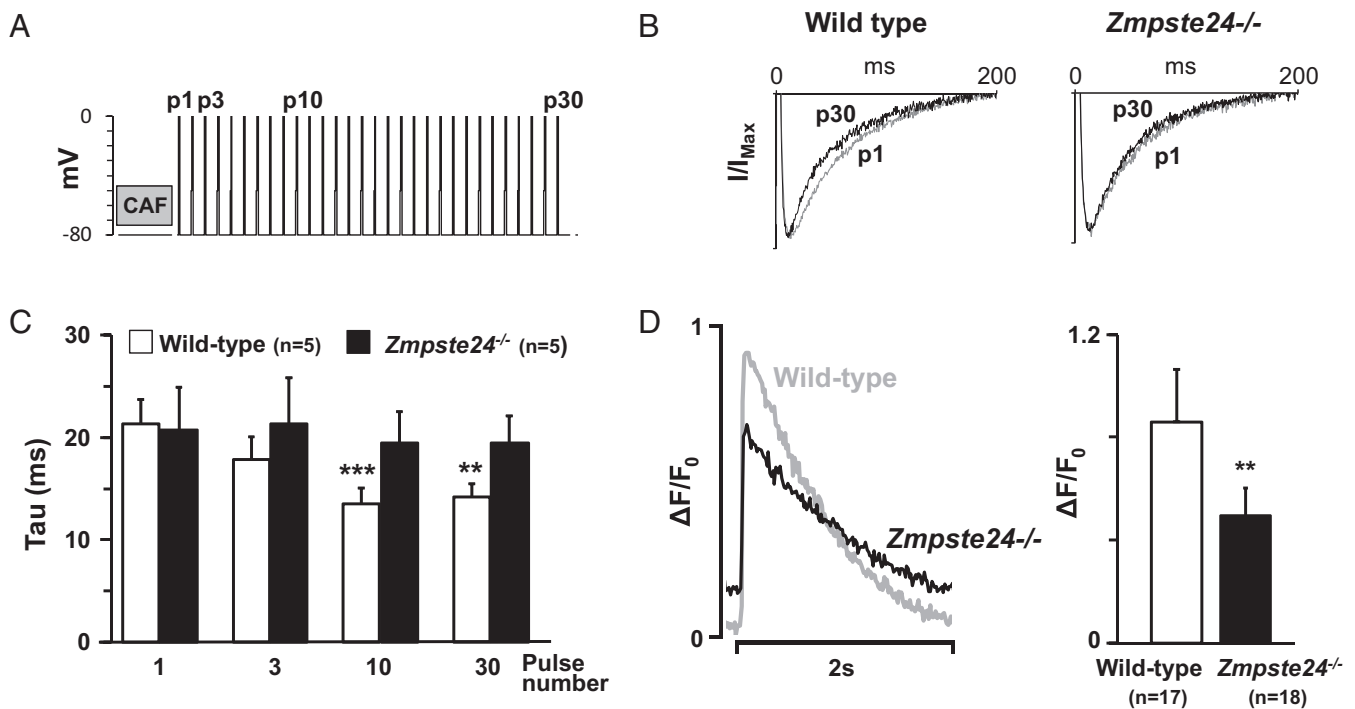 A
p1 p3 p10 p30
0
mV
CAF
-80
B
Wild type
Zmpste24-/-
0 ms 200
0 ms 200
I/IMax
p30
p1
p30
p1
C
30
20
10
0
Tau (ms)
Wild-type (n=5)
Zmpste24-/- (n=5)
***
**
1 3 10 30
Pulse
number
D
1
0
ΔF/F0
Wild-type
Zmpste24-/-
2s
1.2
0
ΔF/F0
**
Wild-type
(n=17)
Zmpste24-/-
(n=18)